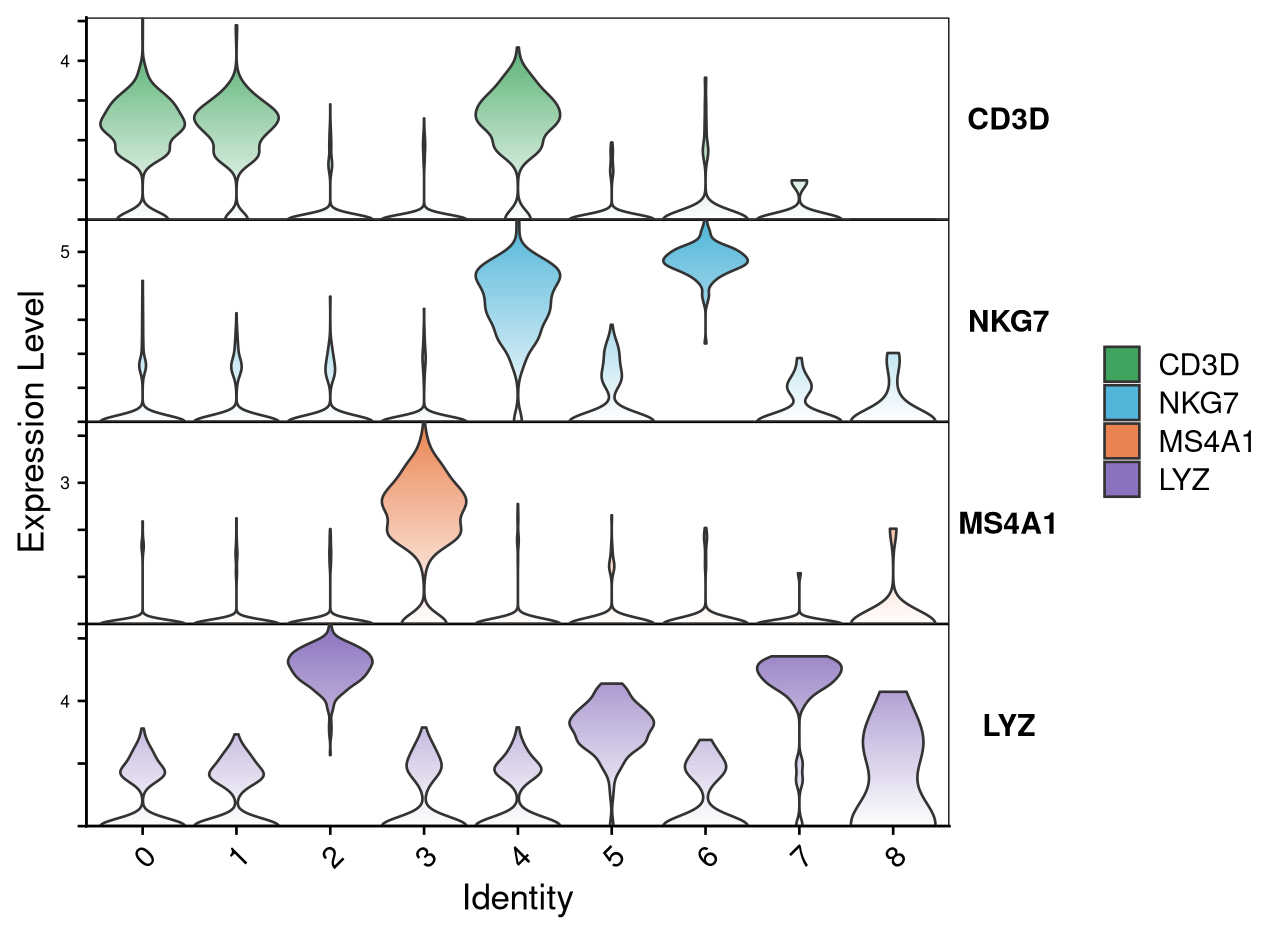 4
CD3D
5
NKG7
3
MS4A1
4
LYZ
Expression Level
0 1 2 3 4 5 6 7 8
Identity
CD3D
NKG7
MS4A1
LYZ